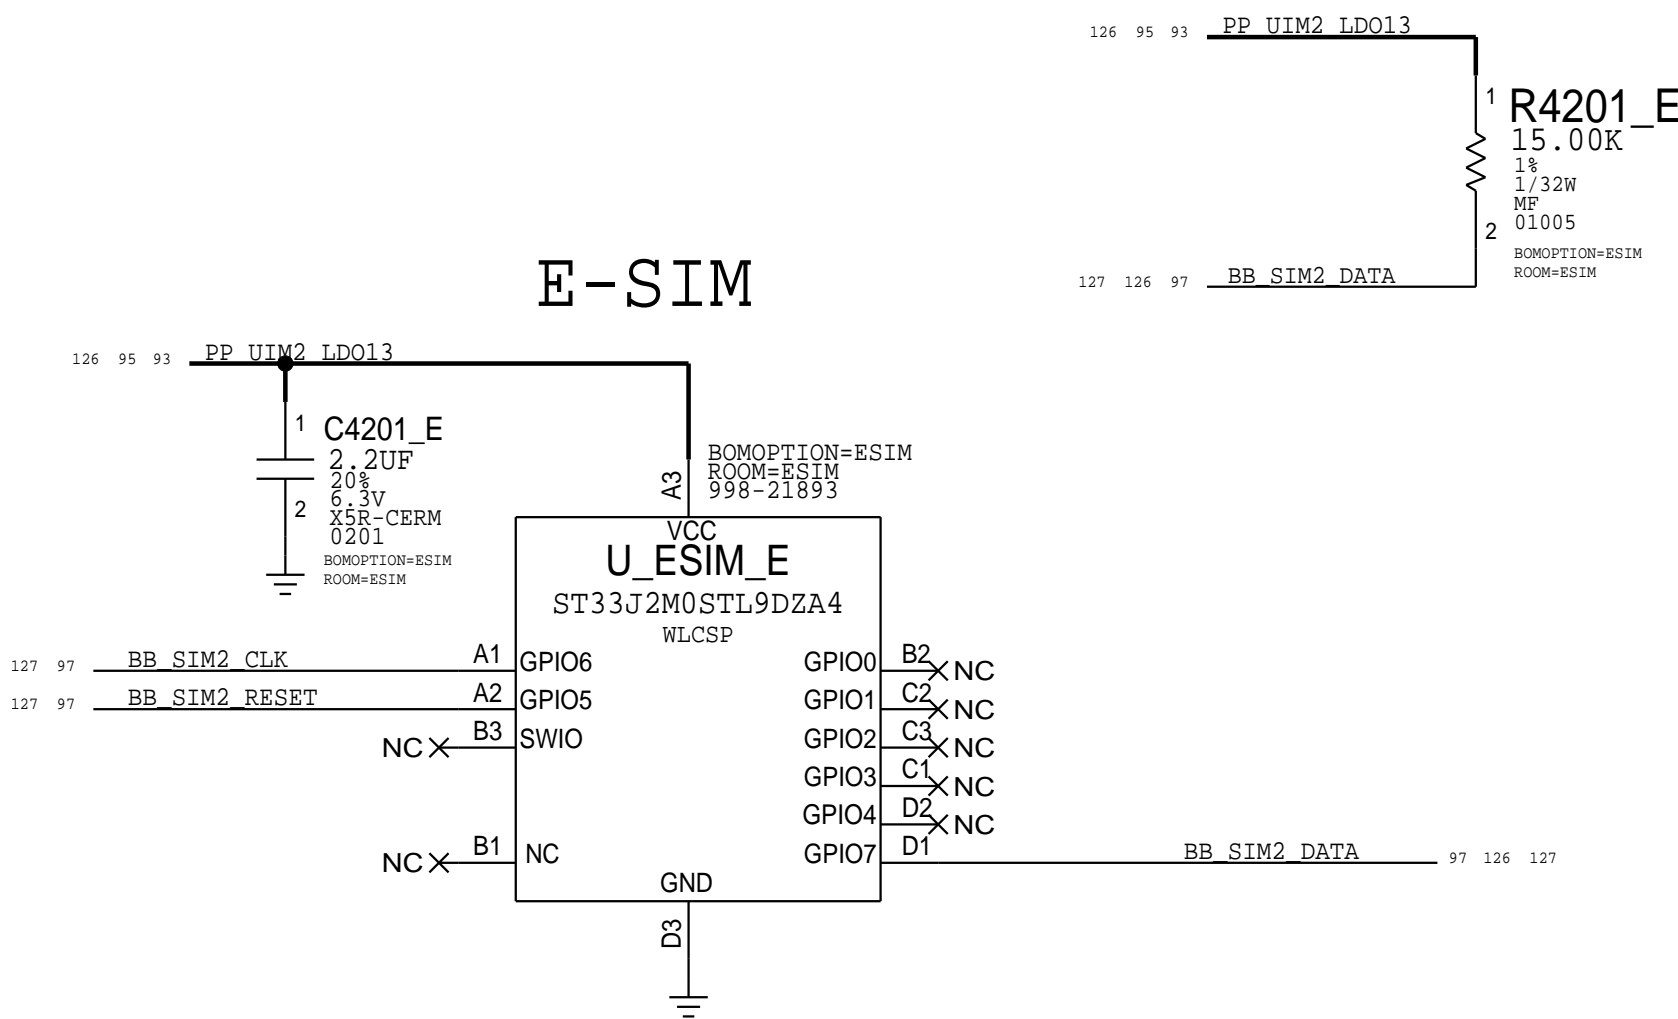 126 95 93 PP_UIM2_LDO13
1
R4201_E
15.00K
1%
1/32W
MF
01005
2
BOMOPTION=ESIM
ROOM=ESIM
127 126 97 BB_SIM2_DATA
E-SIM
126 95 93 PP_UIM2_LDO13
1
C4201_E
2.2UF
20%
6.3V
X5R-CERM
0201
2
BOMOPTION=ESIM
ROOM=ESIM
BOMOPTION=ESIM
ROOM=ESIM
998-21893
A3
VCC
U_ESIM_E
ST33J2M0STL9DZA4
WLCSP
127 97 BB_SIM2_CLK A1 GPIO6
GPIO0 B2 NC
127 97 BB_SIM2_RESET A2 GPIO5
GPIO1 C2 NC
NC B3 SWIO
GPIO2 C3 NC
GPIO3 C1 NC
GPIO4 D2 NC
NC B1 NC
GPIO7 D1 BB_SIM2_DATA 97 126 127
GND
D3